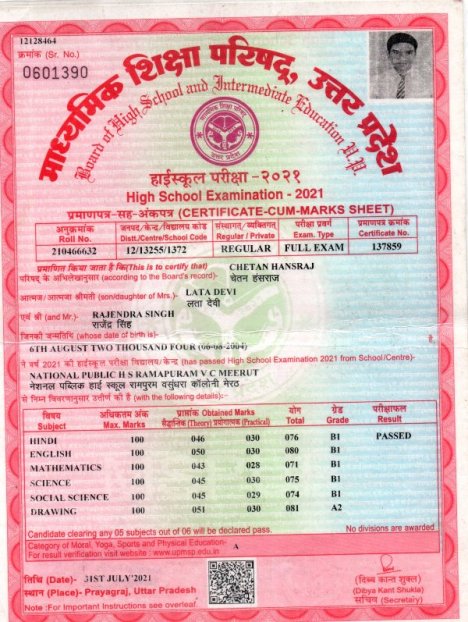 12128464
क्रमांक (Sr. No.)
0601390
माध्यमिक शिक्षा परिषद्, उत्तर प्रदेश
Board of High School and Intermediate Education, U.P.
हाईस्कूल परीक्षा -२०२१
High School Examination - 2021
प्रमाणपत्र-सह-अंकपत्र (CERTIFICATE-CUM-MARKS SHEET)
अनुक्रमांक जनपद/केन्द्र/विद्यालय कोड संस्थागत/व्यक्तिगत परीक्षा प्रवर्ग प्रमाणपत्र क्रमांक
Roll No. Distt./Centre/School Code Regular / Private Exam. Type Certificate No.
210466632 12/13255/1372 REGULAR FULL EXAM 137859
प्रमाणित किया जाता है कि(This is to certify that) CHETAN HANSRAJ
परिषद् के अभिलेखानुसार (according to the Board's record)- चेतन हंसराज
आत्मज/आत्मजा श्रीमती (son/daughter of Mrs.)- LATA DEVI
लता देवी
एवं श्री (and Mr.)- RAJENDRA SINGH
राजेंद्र सिंह
जिनकी जन्मतिथि (whose date of birth is)-
6TH AUGUST TWO THOUSAND FOUR (06-08-2004) है
ने वर्ष 2021 की हाईस्कूल परीक्षा विद्यालय/केन्द्र (has passed High School Examination 2021 from School/Centre)-
NATIONAL PUBLIC H S RAMAPURAM V C MEERUT
नेशनल पब्लिक हाई स्कूल रामपुरम वसुंधरा कॉलोनी मेरठ
से निम्न विवरणानुसार उत्तीर्ण की है (with the following details):-
विषय अधिकतम अंक प्राप्तांक Obtained Marks योग ग्रेड परीक्षाफल
Subject Max. Marks सैद्धान्तिक (Theory) प्रयोगात्मक (Practical) Total Grade Result
HINDI 100 046 030 076 B1 PASSED
ENGLISH 100 050 030 080 B1
MATHEMATICS 100 043 028 071 B1
SCIENCE 100 045 030 075 B1
SOCIAL SCIENCE 100 045 029 074 B1
DRAWING 100 051 030 081 A2
Candidate clearing any 05 subjects out of 06 will be declared pass. No divisions are awarded
Category of Moral, Yoga, Sports and Physical Education- A
For result verification visit website : www.upmsp.edu.in
तिथि (Date)- 31ST JULY'2021
स्थान (Place)- Prayagraj, Uttar Pradesh
(दिव्य कान्त शुक्ल)
(Dibya Kant Shukla)
सचिव (Secretary)
Note :For Important Instructions see overleaf.